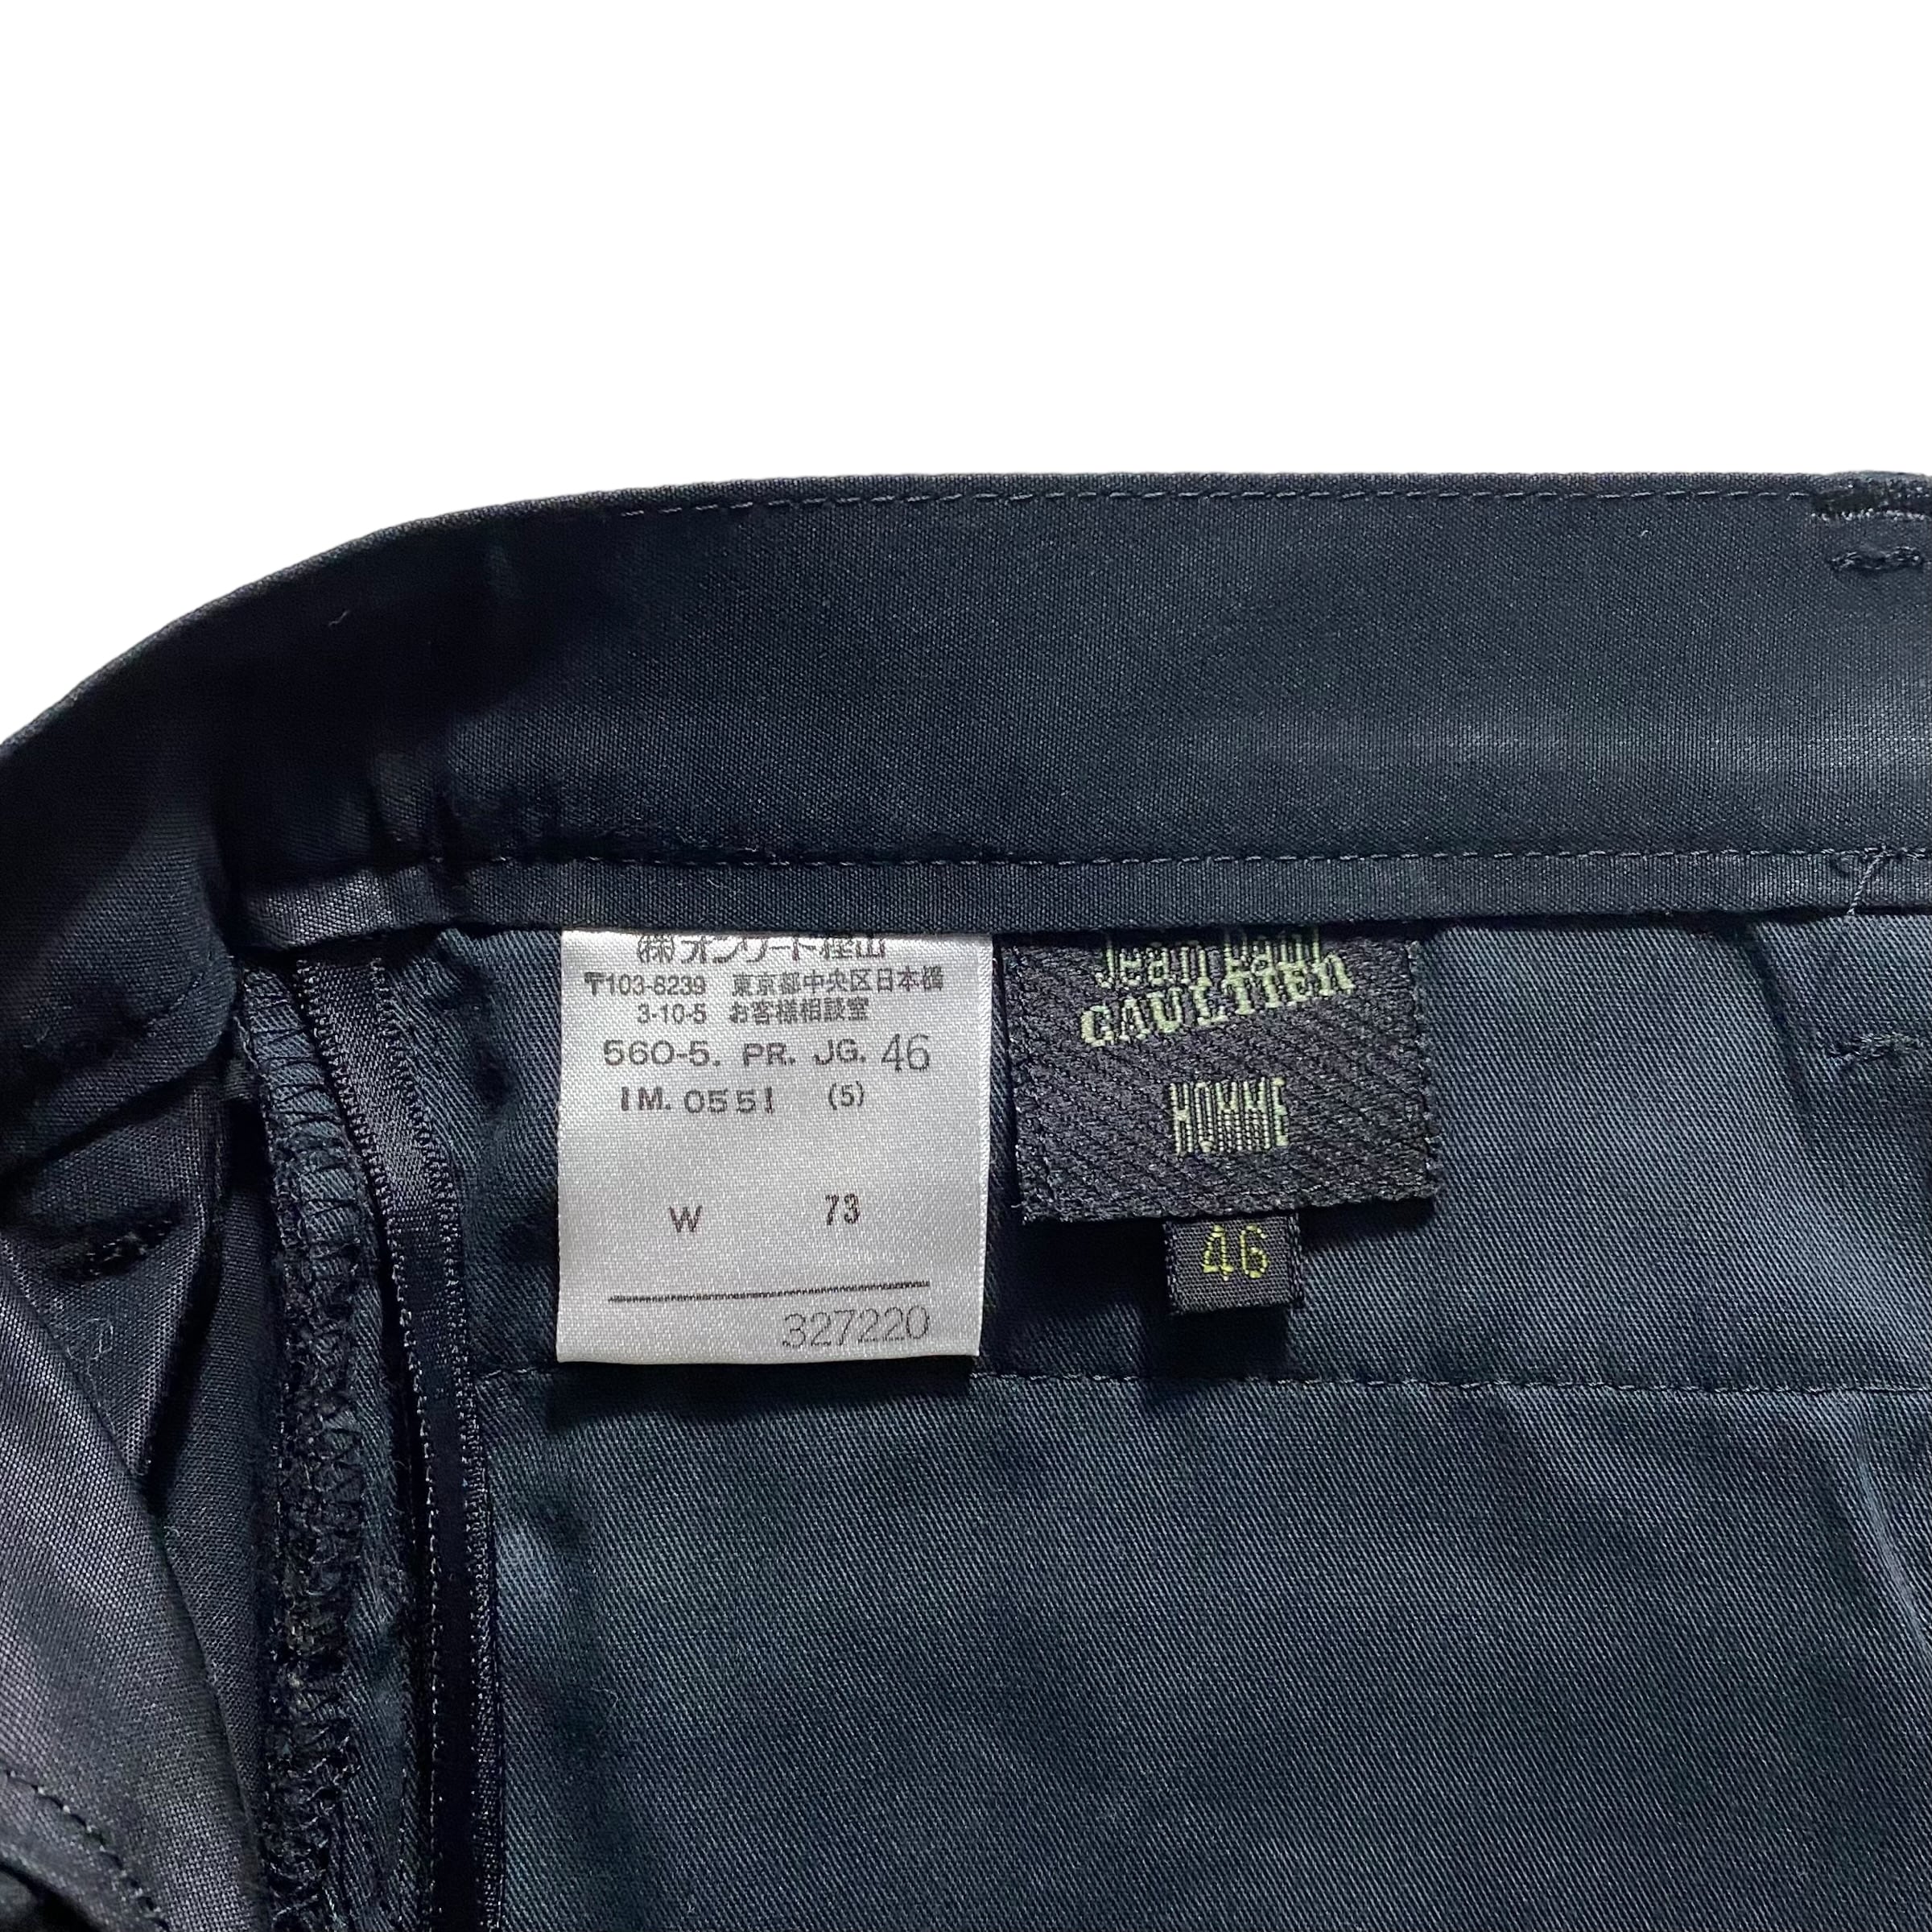 (株)オンワード樫山
〒103-8239 東京都中央区日本橋
3-10-5 お客様相談室
560-5. PR. JG. 46
IM. 0551 (5)
W 73
327220
Jean Paul
GAULTIER
HOMME
46